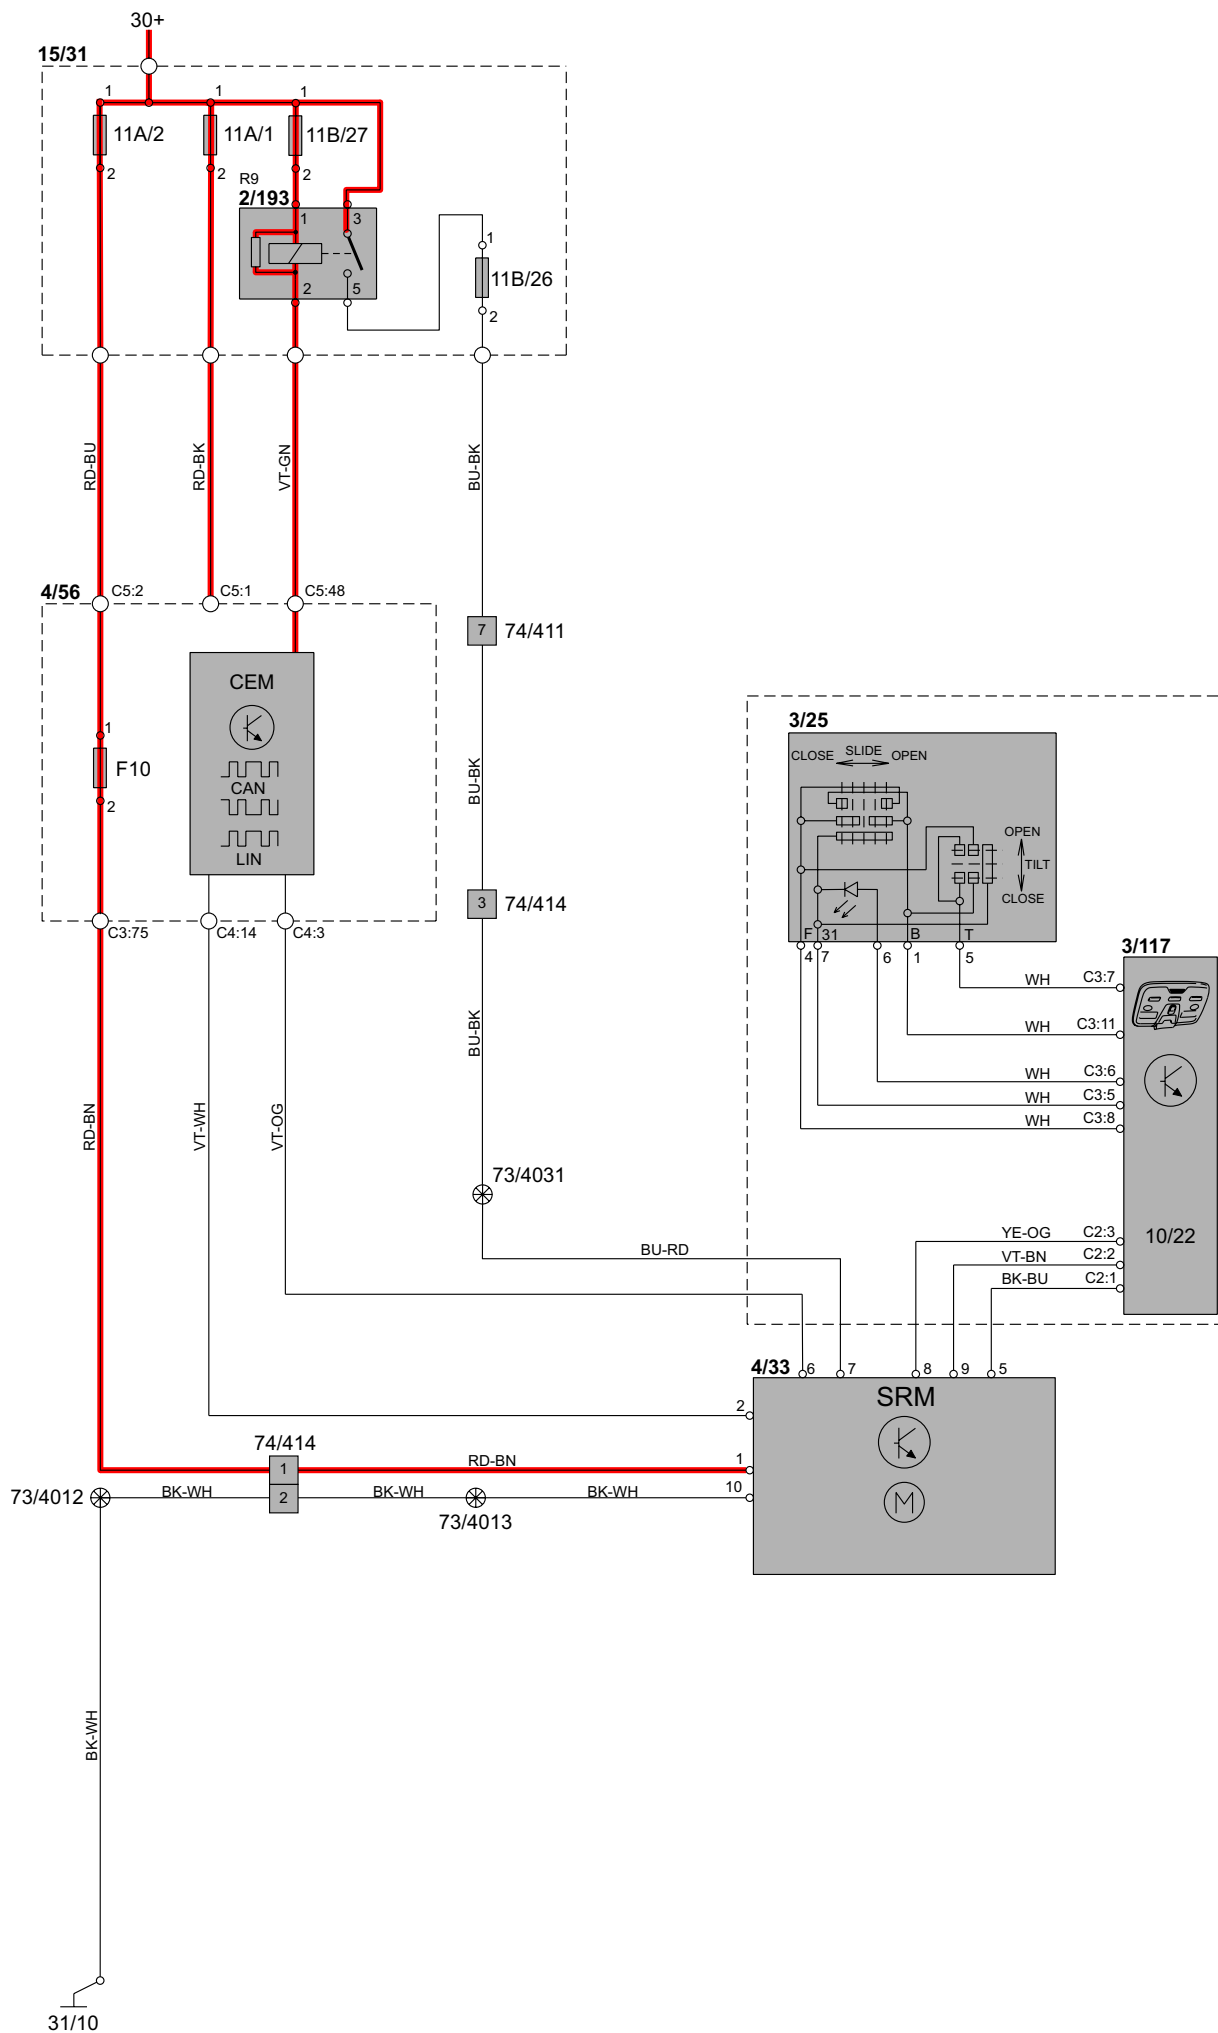 30+
15/31
1
1
1
11A/2
11A/1
11B/27
2
2
2
R9
2/193
1
3
2
5
1
11B/26
2
RD-BU
RD-BK
VT-GN
BU-BK
4/56
C5:2
C5:1
C5:48
7
74/411
CEM
CAN
LIN
1
F10
2
BU-BK
3
74/414
C3:75
C4:14
C4:3
3/25
CLOSE
SLIDE
OPEN
OPEN
TILT
CLOSE
F
31
B
T
4
7
6
1
5
3/117
WH
C3:7
WH
C3:11
WH
C3:6
WH
C3:5
WH
C3:8
BU-BK
RD-BN
VT-WH
VT-OG
73/4031
BU-RD
YE-OG
C2:3
10/22
VT-BN
C2:2
BK-BU
C2:1
4/33
6
7
8
9
5
SRM
M
2
74/414
1
RD-BN
1
73/4012
BK-WH
2
BK-WH
73/4013
BK-WH
10
BK-WH
31/10